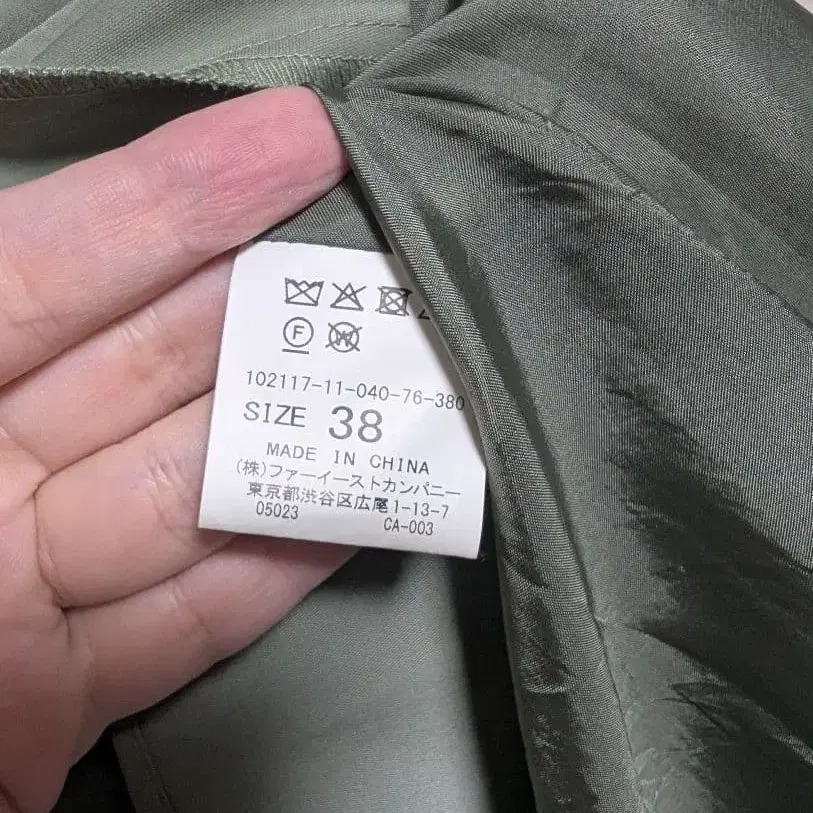 F
W
102117-11-040-76-380
SIZE 38
MADE IN CHINA
(株)ファーイーストカンパニー
東京都渋谷区広尾1-13-7
05023 CA-003